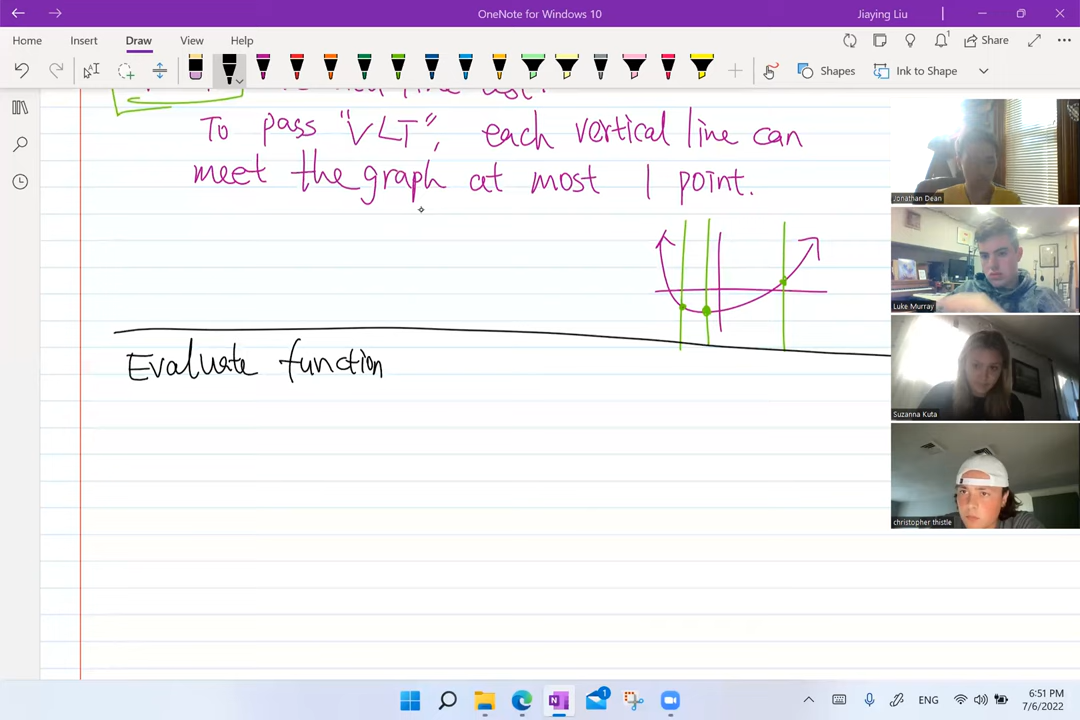 OneNote for Windows 10
Jiaying Liu
Home Insert Draw View Help
Share
Shapes
Ink to Shape
To pass "VLT", each vertical line can
meet the graph at most 1 point.
Evaluate function
Jonathan Dean
Luke Murray
Suzanna Kuta
christopher thistle
1
ENG
6:51 PM
7/6/2022